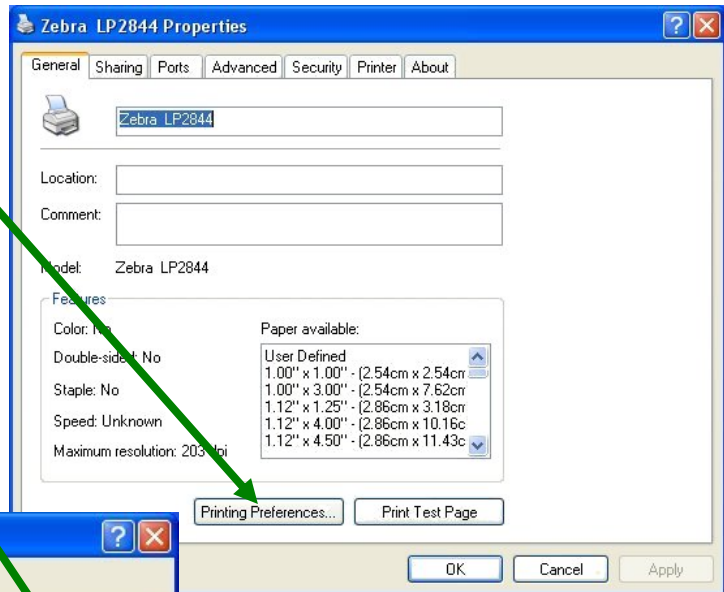 Zebra LP2844 Properties
General Sharing Ports Advanced Security Printer About
Zebra LP2844
Location:
Comment:
Model: Zebra LP2844
Features
Color: No
Paper available:
Double-sided: No
User Defined
1.00" x 1.00" - (2.54cm x 2.54cm
Staple: No
1.00" x 3.00" - (2.54cm x 7.62cm
1.12" x 1.25" - (2.86cm x 3.18cm
Speed: Unknown
1.12" x 4.00" - (2.86cm x 10.16c
1.12" x 4.50" - (2.86cm x 11.43c
Maximum resolution: 203 dpi
Printing Preferences... Print Test Page
OK Cancel Apply